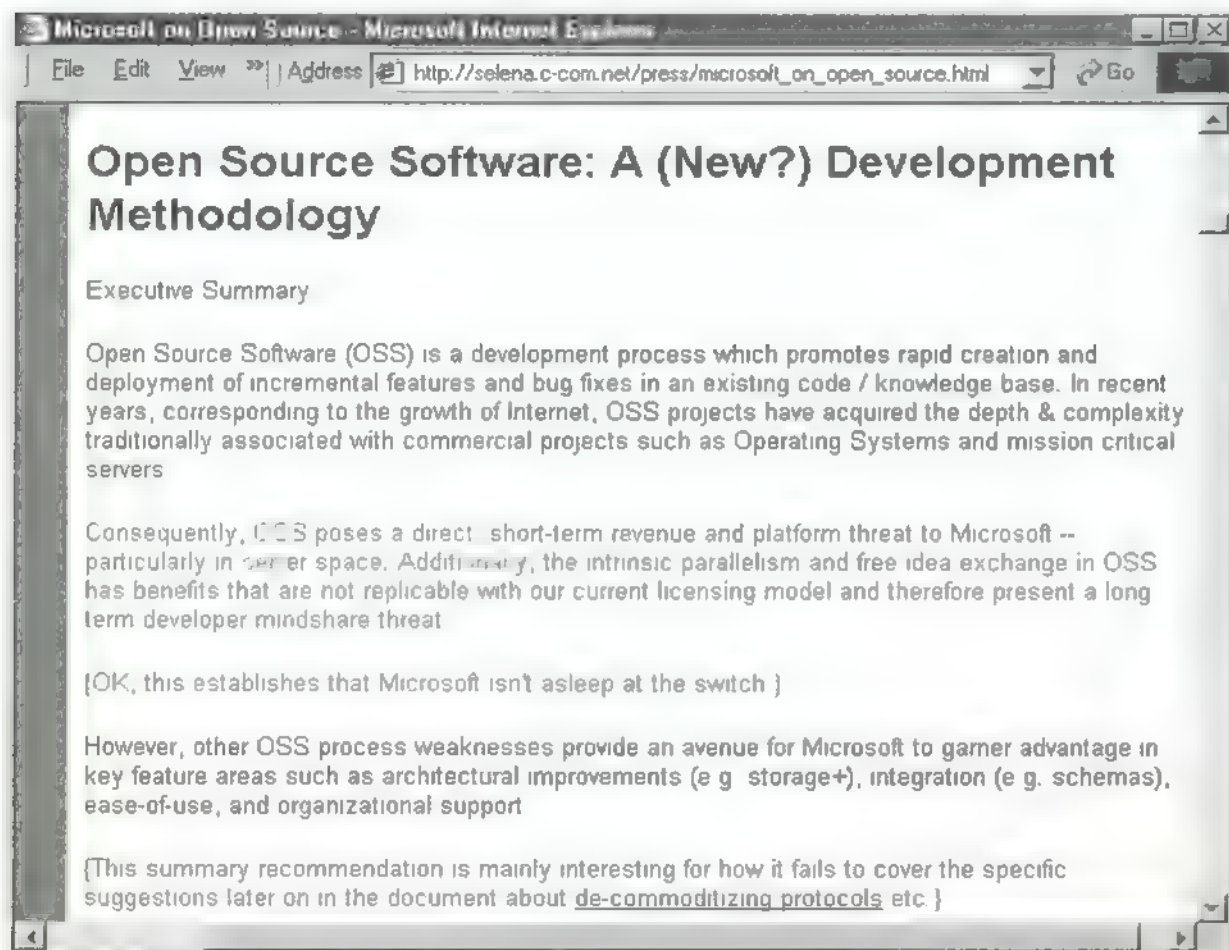 Microsoft on Open Source - Microsoft Internet Explorer
File Edit View » Address http://selena.c-com.net/press/microsoft_on_open_source.html Go
Open Source Software: A (New?) Development
Methodology
Executive Summary
Open Source Software (OSS) is a development process which promotes rapid creation and
deployment of incremental features and bug fixes in an existing code / knowledge base. In recent
years, corresponding to the growth of Internet, OSS projects have acquired the depth & complexity
traditionally associated with commercial projects such as Operating Systems and mission critical
servers
Consequently, OSS poses a direct short-term revenue and platform threat to Microsoft --
particularly in server space. Additionally, the intrinsic parallelism and free idea exchange in OSS
has benefits that are not replicable with our current licensing model and therefore present a long
term developer mindshare threat
{OK, this establishes that Microsoft isn't asleep at the switch }
However, other OSS process weaknesses provide an avenue for Microsoft to garner advantage in
key feature areas such as architectural improvements (e g storage+), integration (e g. schemas),
ease-of-use, and organizational support
{This summary recommendation is mainly interesting for how it fails to cover the specific
suggestions later on in the document about de-commoditizing protocols etc }